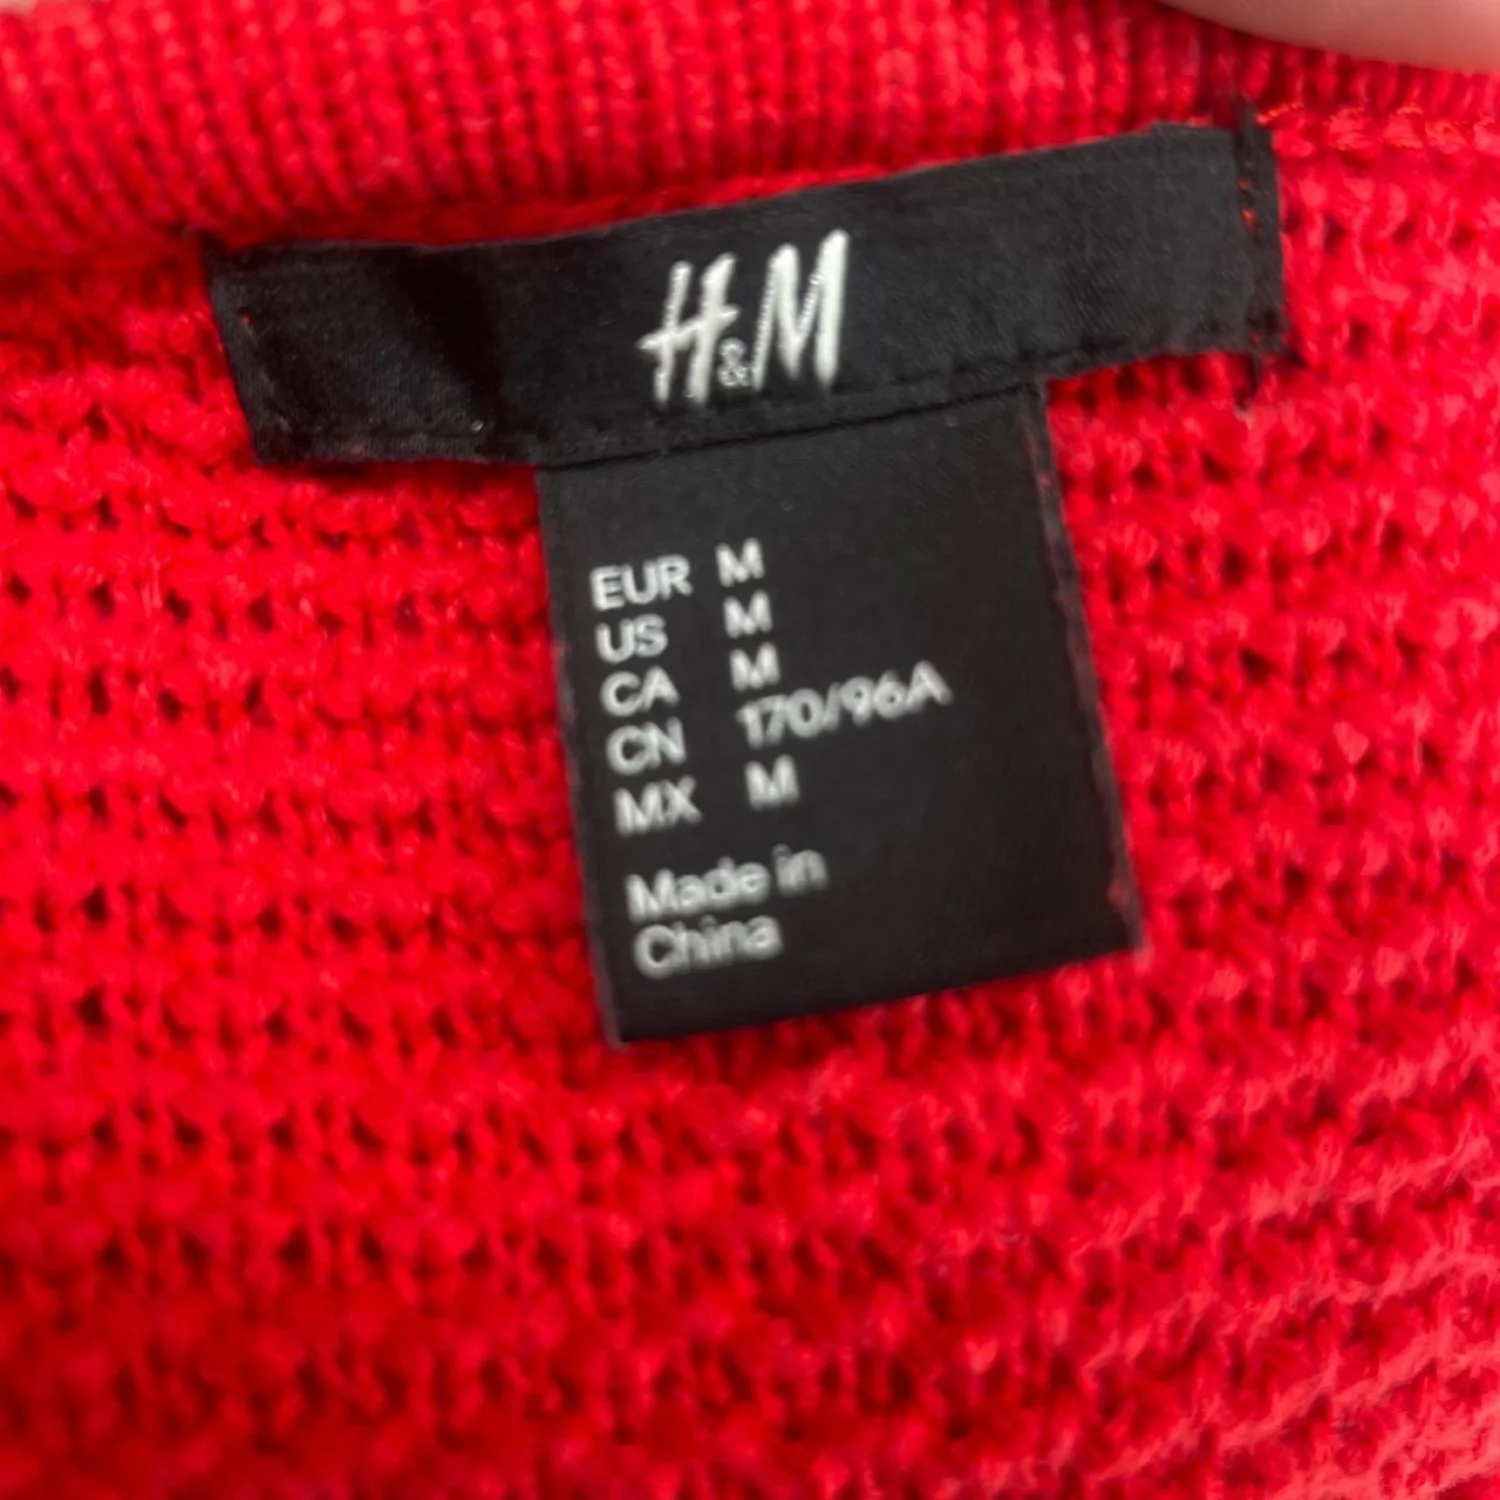 H&M
EUR M
US M
CA M
CN 170/96A
MX M
Made in
China